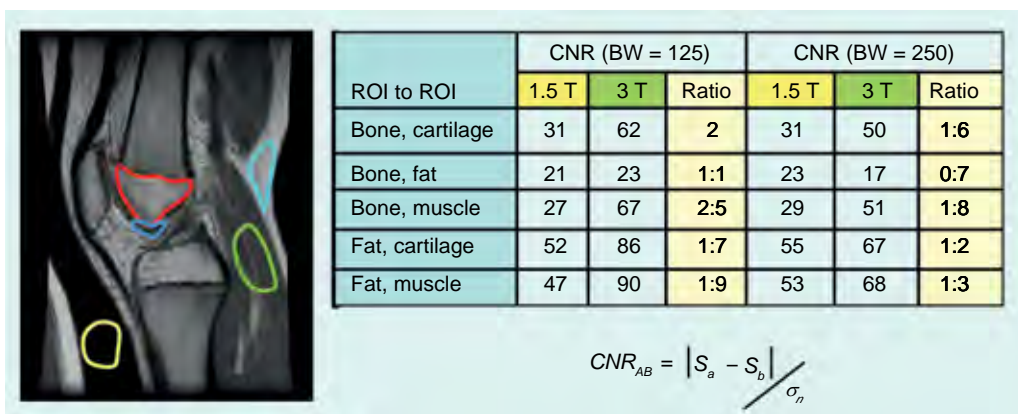 CNR (BW = 125) CNR (BW = 250)
ROI to ROI 1.5 T 3 T Ratio 1.5 T 3 T Ratio
Bone, cartilage 31 62 2 31 50 1:6
Bone, fat 21 23 1:1 23 17 0:7
Bone, muscle 27 67 2:5 29 51 1:8
Fat, cartilage 52 86 1:7 55 67 1:2
Fat, muscle 47 90 1:9 53 68 1:3
CNR_AB = |S_a − S_b| / σ_n